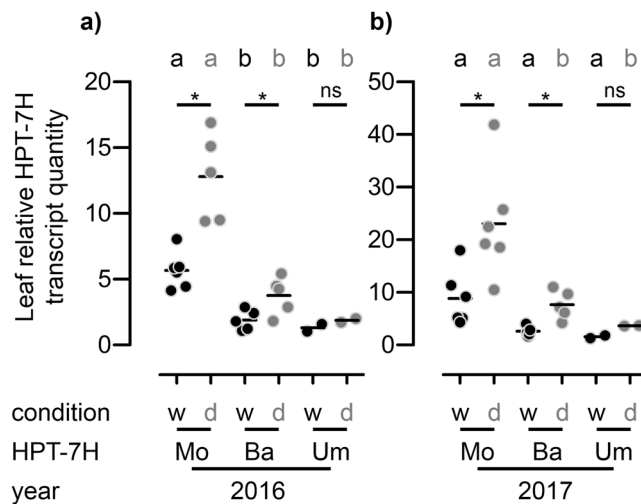 a) b)
a a b b b b a a a b a b
* * ns * * ns
20 50
15 40
30
10
20
5 10
0 0
Leaf relative HPT-7H
transcript quantity
condition w d w d w d w d w d w d
HPT-7H Mo Ba Um Mo Ba Um
year 2016 2017